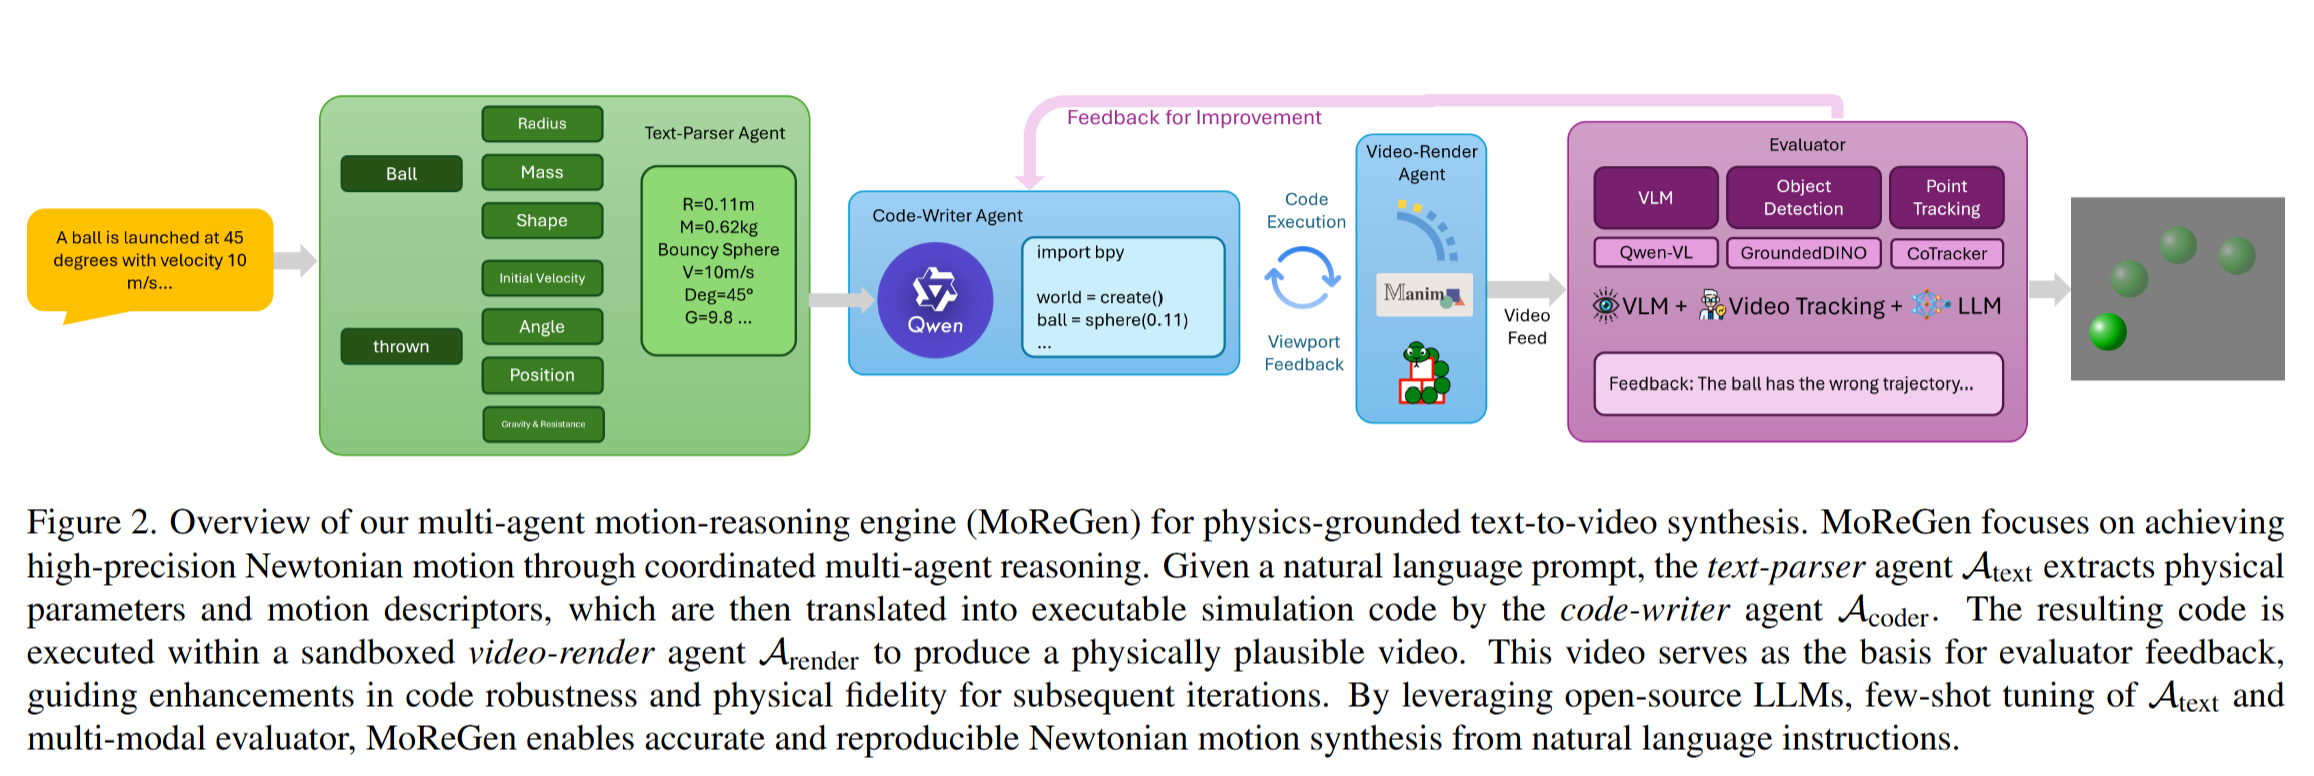 A ball is launched at 45
degrees with velocity 10
m/s...
Ball
thrown
Radius
Mass
Shape
Initial Velocity
Angle
Position
Gravity & Resistance
Text-Parser Agent
R=0.11m
M=0.62kg
Bouncy Sphere
V=10m/s
Deg=45°
G=9.8 ...
Feedback for Improvement
Code-Writer Agent
Qwen
import bpy
world = create()
ball = sphere(0.11)
...
Code
Execution
Viewport
Feedback
Video-Render
Agent
Manim
Video
Feed
Evaluator
VLM
Object
Detection
Point
Tracking
Qwen-VL
GroundedDINO
CoTracker
VLM + Video Tracking + LLM
Feedback: The ball has the wrong trajectory...
Figure 2. Overview of our multi-agent motion-reasoning engine (MoReGen) for physics-grounded text-to-video synthesis. MoReGen focuses on achieving
high-precision Newtonian motion through coordinated multi-agent reasoning. Given a natural language prompt, the text-parser agent 𝒜text extracts physical
parameters and motion descriptors, which are then translated into executable simulation code by the code-writer agent 𝒜coder. The resulting code is
executed within a sandboxed video-render agent 𝒜render to produce a physically plausible video. This video serves as the basis for evaluator feedback,
guiding enhancements in code robustness and physical fidelity for subsequent iterations. By leveraging open-source LLMs, few-shot tuning of 𝒜text and
multi-modal evaluator, MoReGen enables accurate and reproducible Newtonian motion synthesis from natural language instructions.